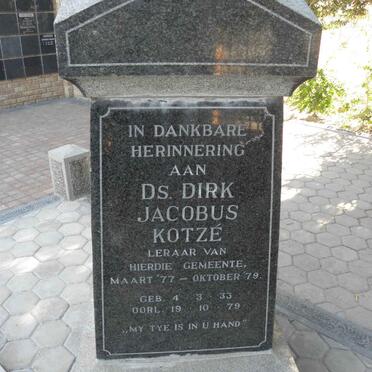 IN DANKBARE
HERINNERING
AAN
DS. DIRK
JACOBUS
KOTZÉ
LERAAR VAN
HIERDIE GEMEENTE,
MAART '77 – OKTOBER '79.
GEB. 4 3 33
OORL. 19 10 79
„MY TYE IS IN U HAND"